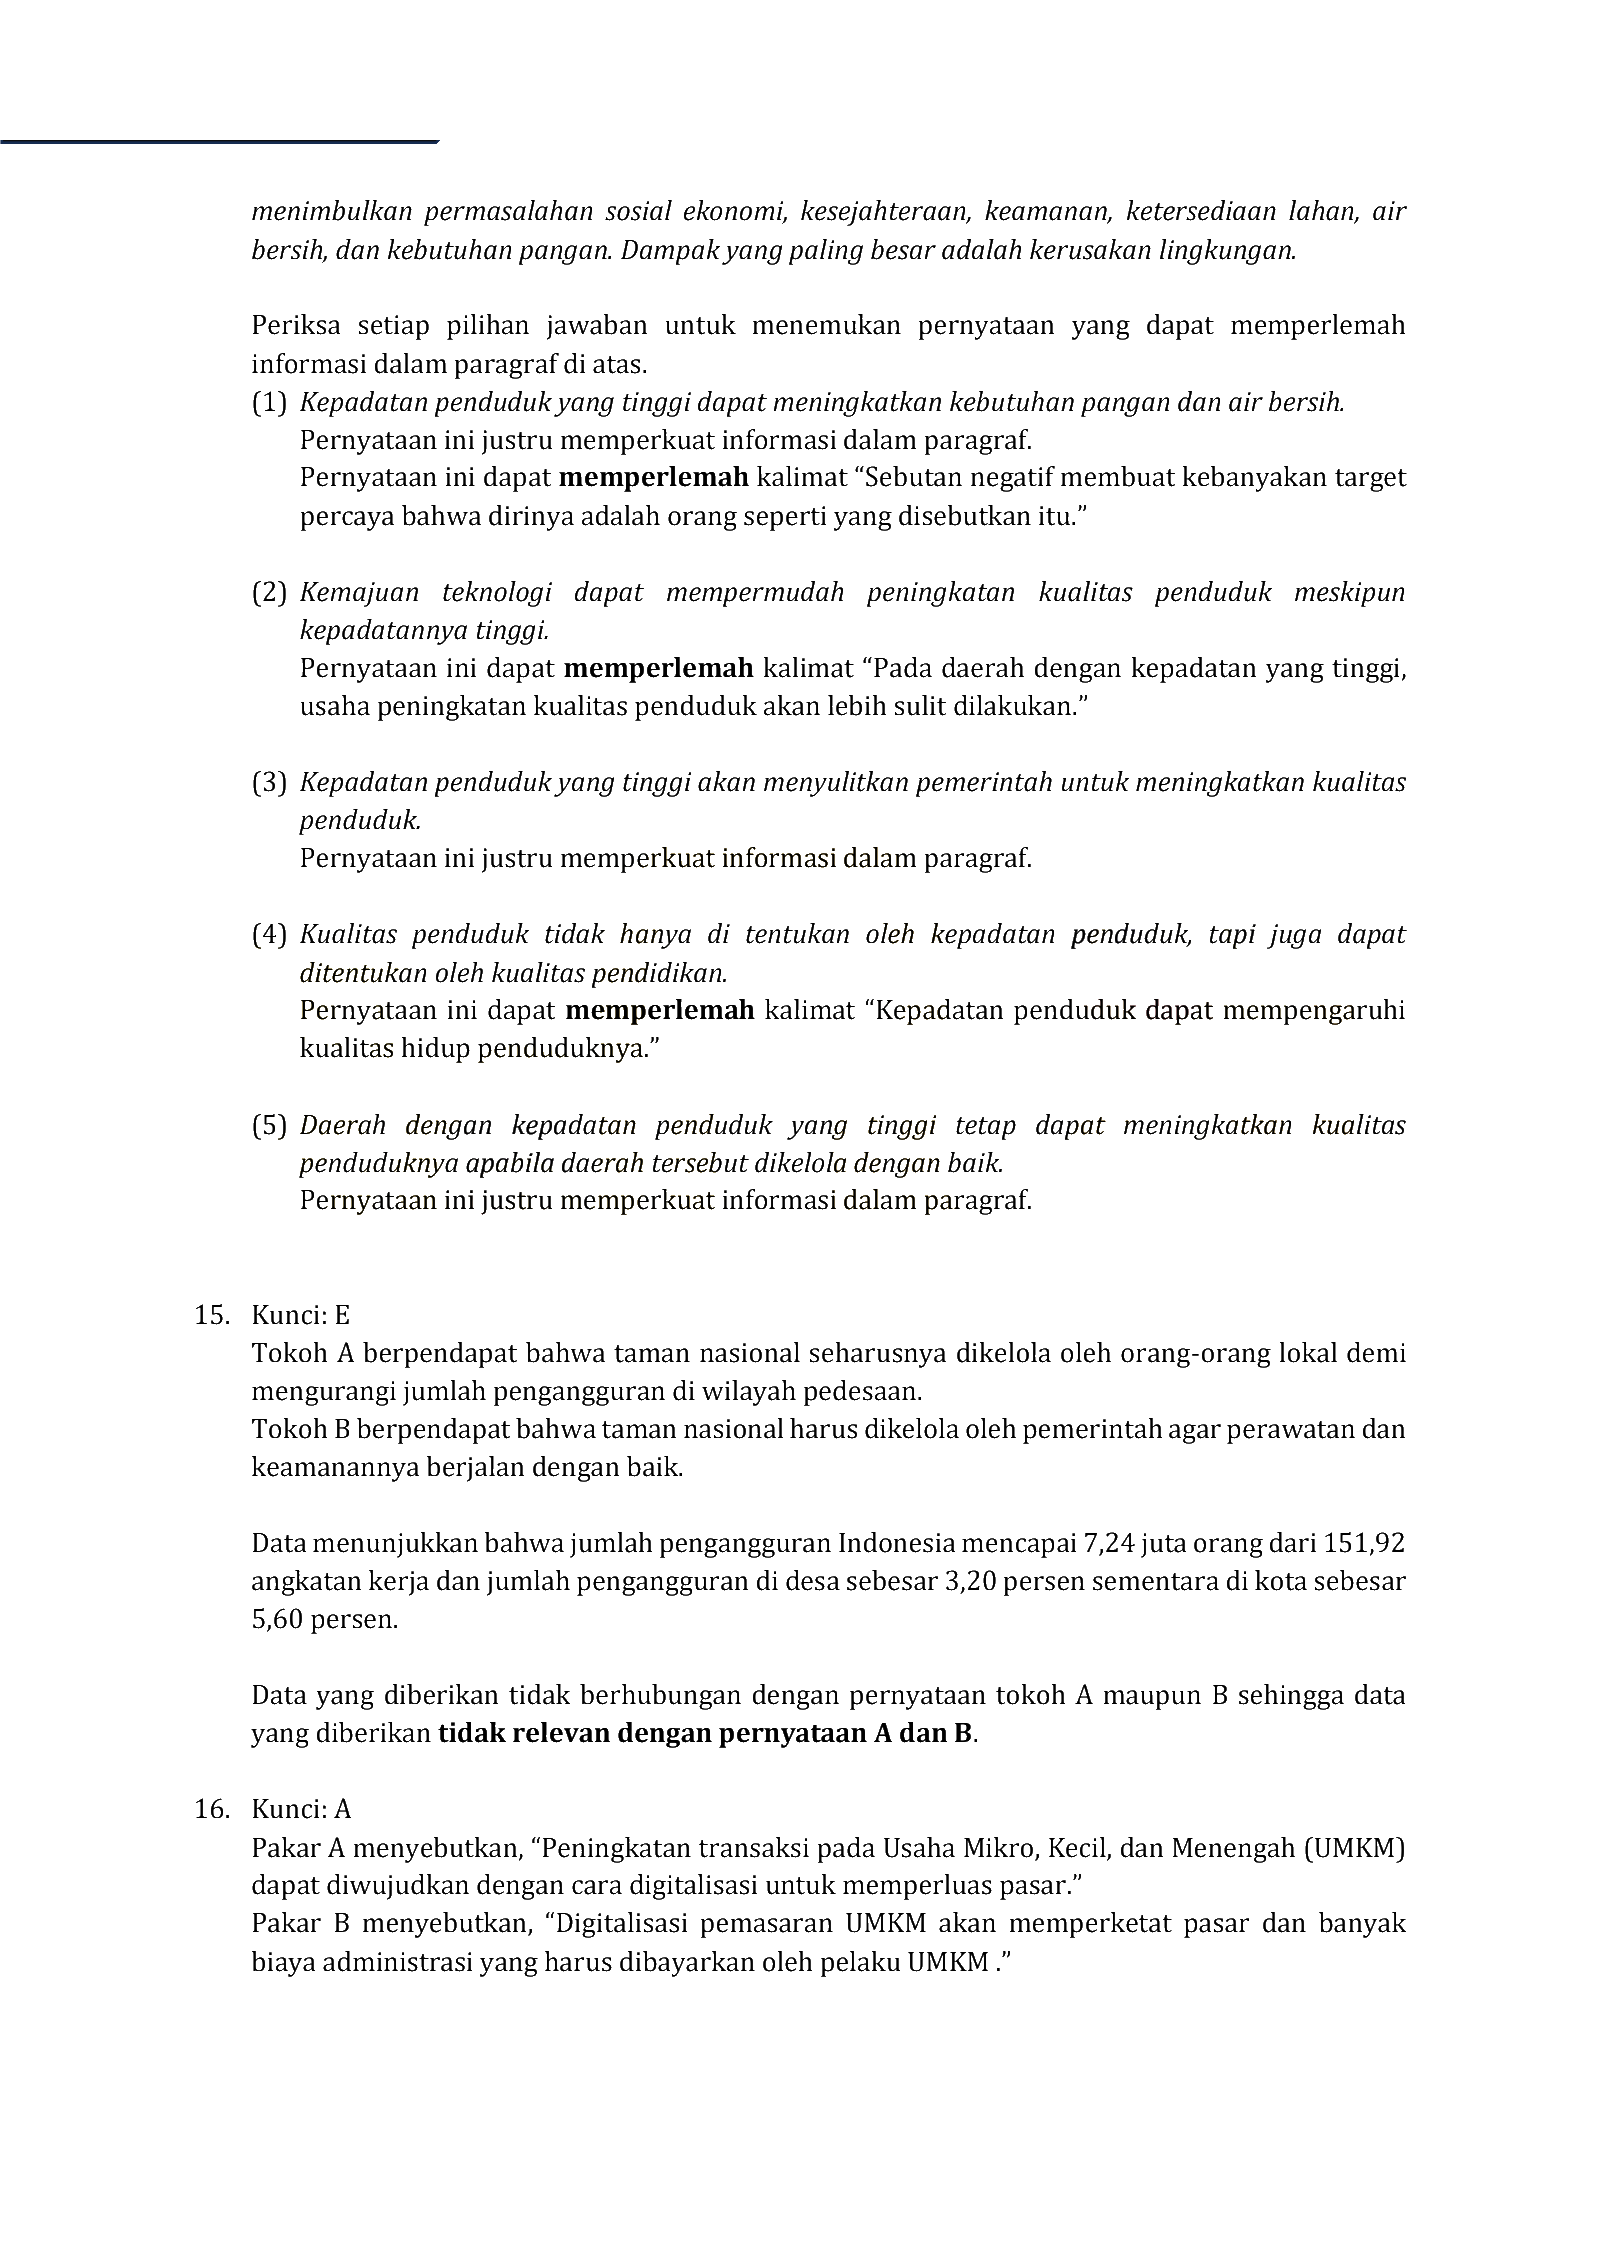 menimbulkan permasalahan sosial ekonomi, kesejahteraan, keamanan, ketersediaan lahan, air
bersih, dan kebutuhan pangan. Dampak yang paling besar adalah kerusakan lingkungan.
Periksa setiap pilihan jawaban untuk menemukan pernyataan yang dapat memperlemah
informasi dalam paragraf di atas.
(1) Kepadatan penduduk yang tinggi dapat meningkatkan kebutuhan pangan dan air bersih.
Pernyataan ini justru memperkuat informasi dalam paragraf.
Pernyataan ini dapat memperlemah kalimat “Sebutan negatif membuat kebanyakan target
percaya bahwa dirinya adalah orang seperti yang disebutkan itu.”
(2) Kemajuan teknologi dapat mempermudah peningkatan kualitas penduduk meskipun
kepadatannya tinggi.
Pernyataan ini dapat memperlemah kalimat “Pada daerah dengan kepadatan yang tinggi,
usaha peningkatan kualitas penduduk akan lebih sulit dilakukan.”
(3) Kepadatan penduduk yang tinggi akan menyulitkan pemerintah untuk meningkatkan kualitas
penduduk.
Pernyataan ini justru memperkuat informasi dalam paragraf.
(4) Kualitas penduduk tidak hanya di tentukan oleh kepadatan penduduk, tapi juga dapat
ditentukan oleh kualitas pendidikan.
Pernyataan ini dapat memperlemah kalimat “Kepadatan penduduk dapat mempengaruhi
kualitas hidup penduduknya.”
(5) Daerah dengan kepadatan penduduk yang tinggi tetap dapat meningkatkan kualitas
penduduknya apabila daerah tersebut dikelola dengan baik.
Pernyataan ini justru memperkuat informasi dalam paragraf.
15. Kunci: E
Tokoh A berpendapat bahwa taman nasional seharusnya dikelola oleh orang-orang lokal demi
mengurangi jumlah pengangguran di wilayah pedesaan.
Tokoh B berpendapat bahwa taman nasional harus dikelola oleh pemerintah agar perawatan dan
keamanannya berjalan dengan baik.
Data menunjukkan bahwa jumlah pengangguran Indonesia mencapai 7,24 juta orang dari 151,92
angkatan kerja dan jumlah pengangguran di desa sebesar 3,20 persen sementara di kota sebesar
5,60 persen.
Data yang diberikan tidak berhubungan dengan pernyataan tokoh A maupun B sehingga data
yang diberikan tidak relevan dengan pernyataan A dan B.
16. Kunci: A
Pakar A menyebutkan, “Peningkatan transaksi pada Usaha Mikro, Kecil, dan Menengah (UMKM)
dapat diwujudkan dengan cara digitalisasi untuk memperluas pasar.”
Pakar B menyebutkan, “Digitalisasi pemasaran UMKM akan memperketat pasar dan banyak
biaya administrasi yang harus dibayarkan oleh pelaku UMKM .”